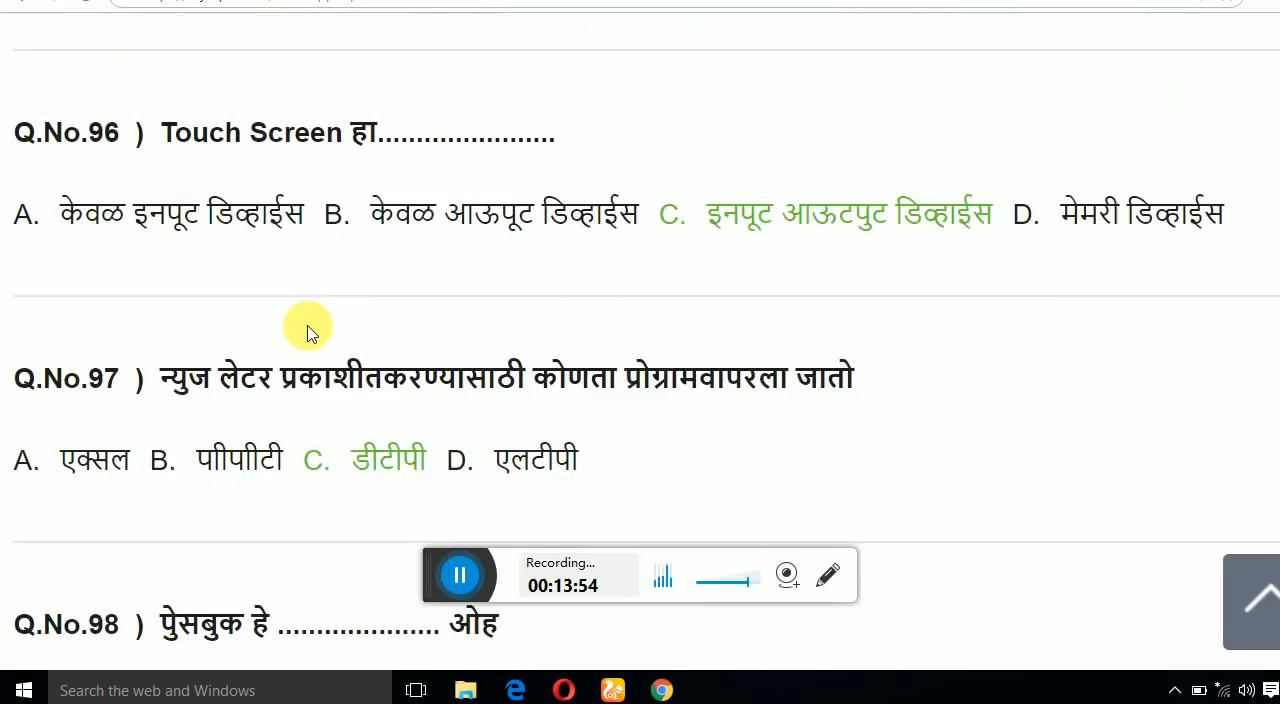 Q.No.96 ) Touch Screen हा.......................
A. केवळ इनपूट डिव्हाईस B. केवळ आऊपूट डिव्हाईस C. इनपूट आऊटपुट डिव्हाईस D. मेमरी डिव्हाईस
Q.No.97 ) न्युज लेटर प्रकाशीतकरण्यासाठी कोणता प्रोग्रामवापरला जातो
A. एक्सल B. पाीपाीटी C. डीटीपी D. एलटीपी
Recording...
00:13:54
Q.No.98 ) पुेसबुक हे ..................... ओह
Search the web and Windows